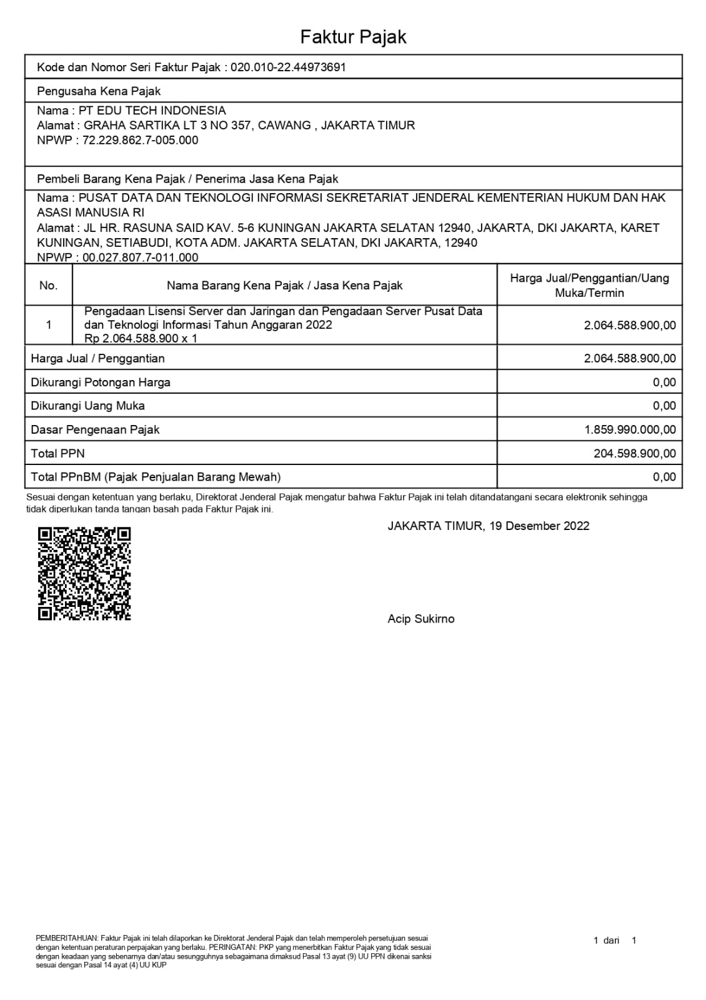 Faktur Pajak
Kode dan Nomor Seri Faktur Pajak : 020.010-22.44973691
Pengusaha Kena Pajak
Nama : PT EDU TECH INDONESIA
Alamat : GRAHA SARTIKA LT 3 NO 357, CAWANG , JAKARTA TIMUR
NPWP : 72.229.862.7-005.000
Pembeli Barang Kena Pajak / Penerima Jasa Kena Pajak
Nama : PUSAT DATA DAN TEKNOLOGI INFORMASI SEKRETARIAT JENDERAL KEMENTERIAN HUKUM DAN HAK
ASASI MANUSIA RI
Alamat : JL HR. RASUNA SAID KAV. 5-6 KUNINGAN JAKARTA SELATAN 12940, JAKARTA, DKI JAKARTA, KARET
KUNINGAN, SETIABUDI, KOTA ADM. JAKARTA SELATAN, DKI JAKARTA, 12940
NPWP : 00.027.807.7-011.000
No.
Nama Barang Kena Pajak / Jasa Kena Pajak
Harga Jual/Penggantian/Uang
Muka/Termin
1
Pengadaan Lisensi Server dan Jaringan dan Pengadaan Server Pusat Data
dan Teknologi Informasi Tahun Anggaran 2022
Rp 2.064.588.900 x 1
2.064.588.900,00
Harga Jual / Penggantian 2.064.588.900,00
Dikurangi Potongan Harga 0,00
Dikurangi Uang Muka 0,00
Dasar Pengenaan Pajak 1.859.990.000,00
Total PPN 204.598.900,00
Total PPnBM (Pajak Penjualan Barang Mewah) 0,00
Sesuai dengan ketentuan yang berlaku, Direktorat Jenderal Pajak mengatur bahwa Faktur Pajak ini telah ditandatangani secara elektronik sehingga
tidak diperlukan tanda tangan basah pada Faktur Pajak ini.
JAKARTA TIMUR, 19 Desember 2022
Acip Sukirno
PEMBERITAHUAN: Faktur Pajak ini telah dilaporkan ke Direktorat Jenderal Pajak dan telah memperoleh persetujuan sesuai
dengan ketentuan peraturan perpajakan yang berlaku. PERINGATAN: PKP yang menerbitkan Faktur Pajak yang tidak sesuai
dengan keadaan yang sebenarnya dan/atau sesungguhnya sebagaimana dimaksud Pasal 13 ayat (9) UU PPN dikenai sanksi
sesuai dengan Pasal 14 ayat (4) UU KUP
1 dari 1